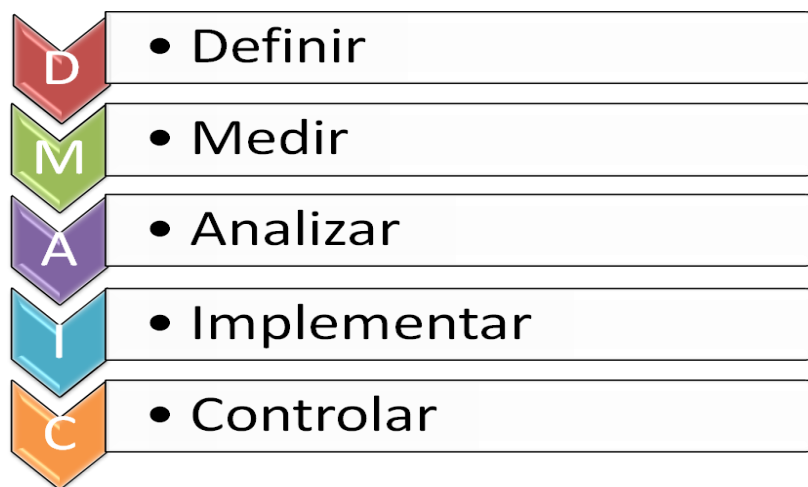 D • Definir
M • Medir
A • Analizar
I • Implementar
C • Controlar